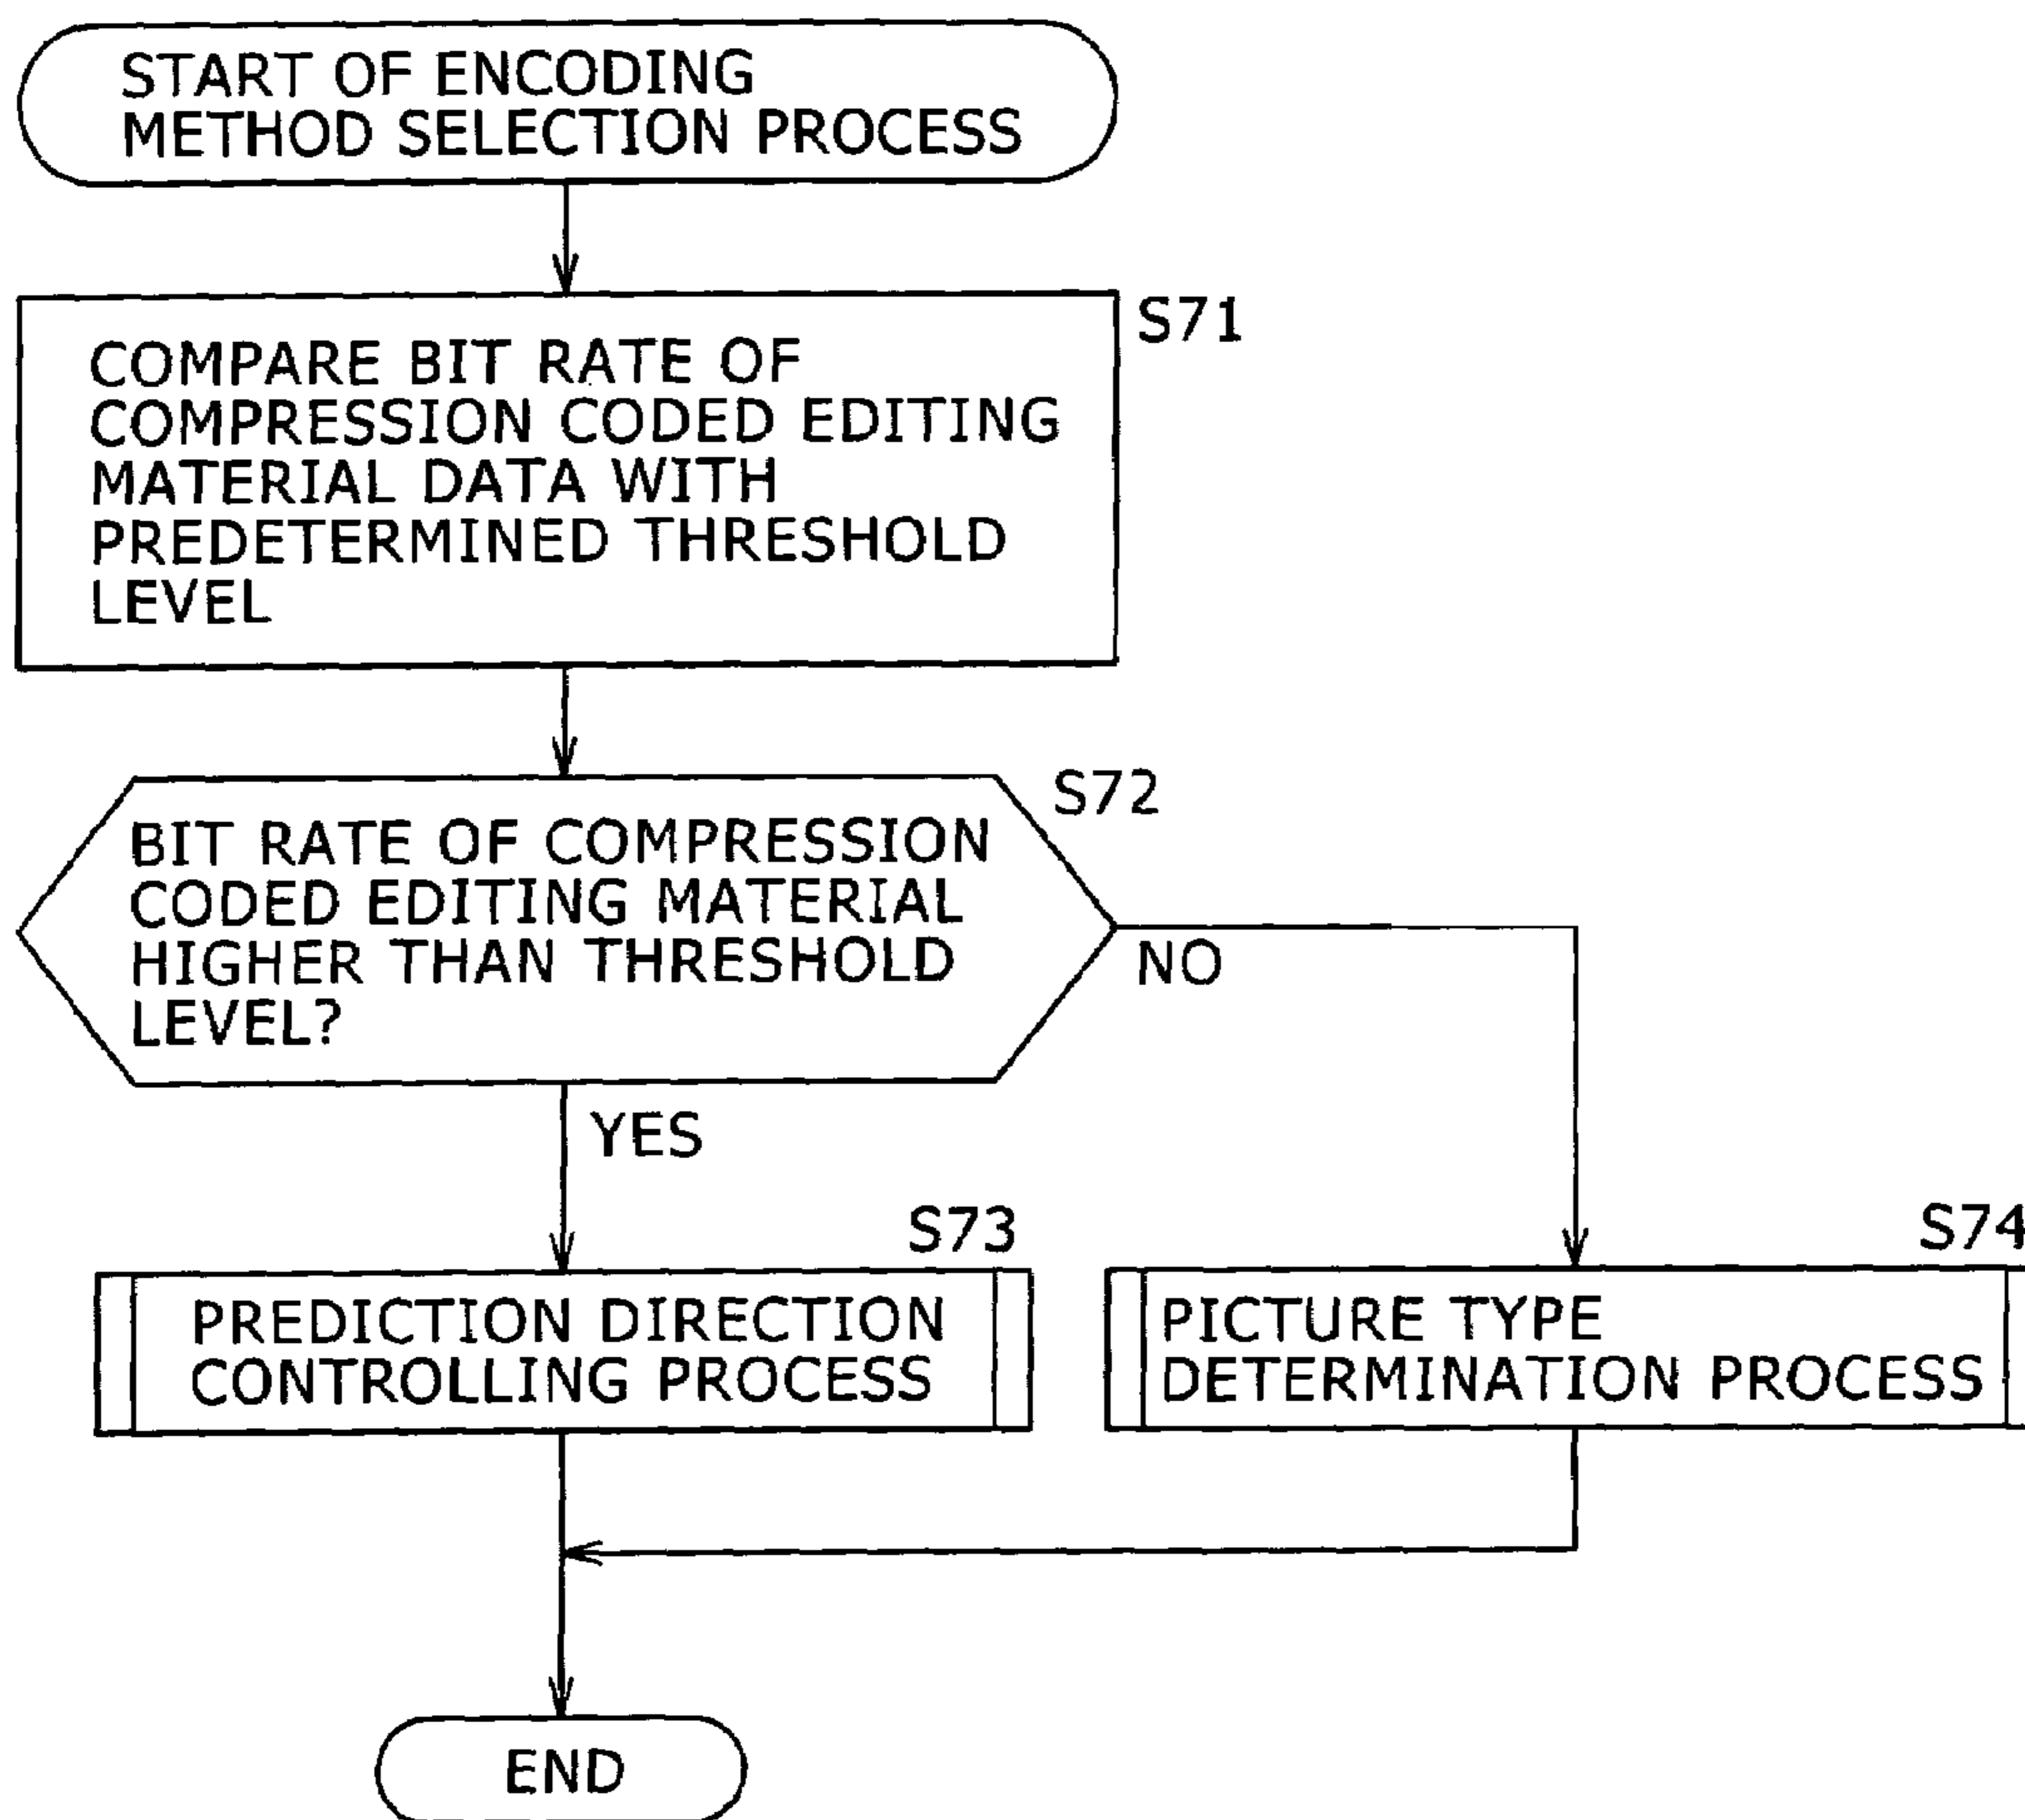 START OF ENCODING
METHOD SELECTION PROCESS
S71
COMPARE BIT RATE OF
COMPRESSION CODED EDITING
MATERIAL DATA WITH
PREDETERMINED THRESHOLD
LEVEL
S72
BIT RATE OF COMPRESSION
CODED EDITING MATERIAL
HIGHER THAN THRESHOLD
LEVEL?
NO
YES
S73
PREDICTION DIRECTION
CONTROLLING PROCESS
S74
PICTURE TYPE
DETERMINATION PROCESS
END